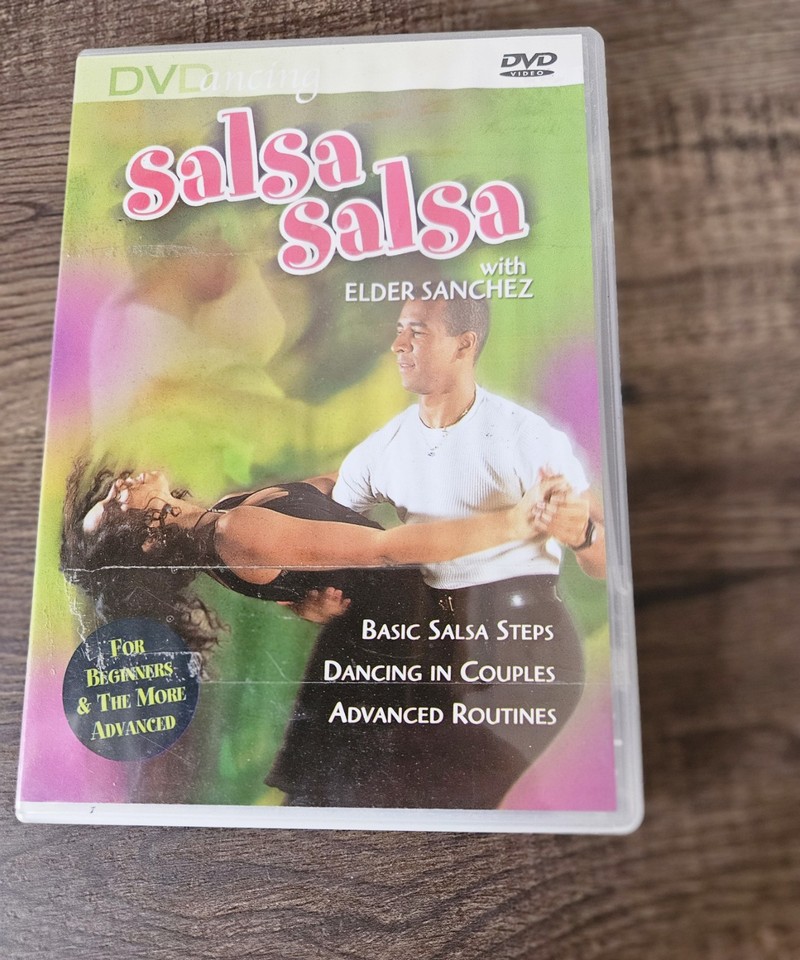 DVDancing
DVD
VIDEO
salsa
salsa
with
ELDER SANCHEZ
BASIC SALSA STEPS
DANCING IN COUPLES
ADVANCED ROUTINES
FOR
BEGINNERS
& THE MORE
ADVANCED